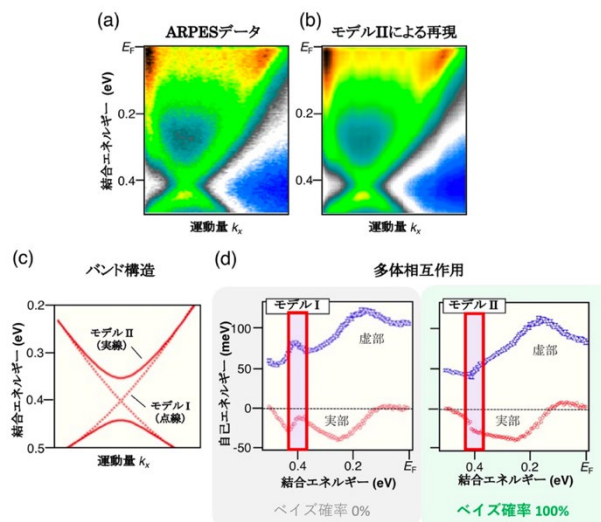 (a)
ARPESデータ
(b)
モデルIIによる再現
E_F
0.2
0.4
結合エネルギー (eV)
運動量 k_x
E_F
0.2
0.4
運動量 k_x
(c)
バンド構造
0.2
0.3
0.4
0.5
結合エネルギー (eV)
モデル II
(実線)
モデル I
(点線)
運動量 k_x
(d)
多体相互作用
モデル I
虚部
実部
100
50
0
-50
自己エネルギー (meV)
0.4
0.2
E_F
結合エネルギー (eV)
ベイズ確率 0%
モデル II
虚部
実部
0.4
0.2
E_F
結合エネルギー (eV)
ベイズ確率 100%